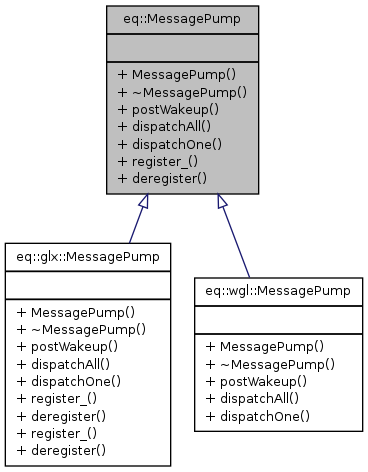 eq::MessagePump
+ MessagePump()
+ ~MessagePump()
+ postWakeup()
+ dispatchAll()
+ dispatchOne()
+ register_()
+ deregister()
eq::glx::MessagePump
+ MessagePump()
+ ~MessagePump()
+ postWakeup()
+ dispatchAll()
+ dispatchOne()
+ register_()
+ deregister()
+ register_()
+ deregister()
eq::wgl::MessagePump
+ MessagePump()
+ ~MessagePump()
+ postWakeup()
+ dispatchAll()
+ dispatchOne()